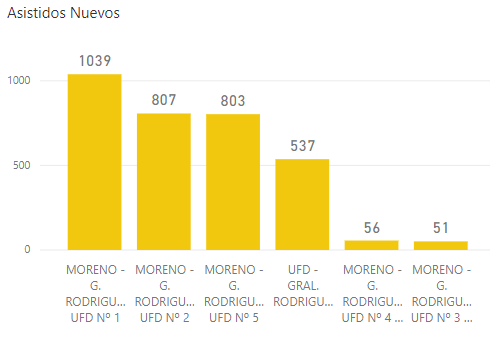 Asistidos Nuevos
1039
807
803
537
56
51
1000
500
0
MORENO -
G.
RODRIGU...
UFD Nº 1
MORENO -
G.
RODRIGU...
UFD Nº 2
MORENO -
G.
RODRIGU...
UFD Nº 5
UFD -
GRAL.
RODRIGU...
MORENO -
G.
RODRIGU...
UFD Nº 4 ...
MORENO -
G.
RODRIGU...
UFD Nº 3 ...